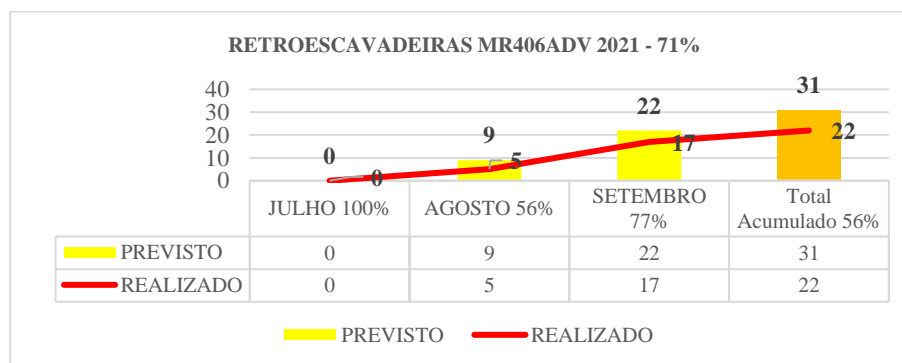 RETROESCAVADEIRAS MR406ADV 2021 - 71%
40
30
20
10
0
0
9
22
31
0
5
17
22
JULHO 100% AGOSTO 56% SETEMBRO 77% Total Acumulado 56%
PREVISTO 0 9 22 31
REALIZADO 0 5 17 22
PREVISTO REALIZADO